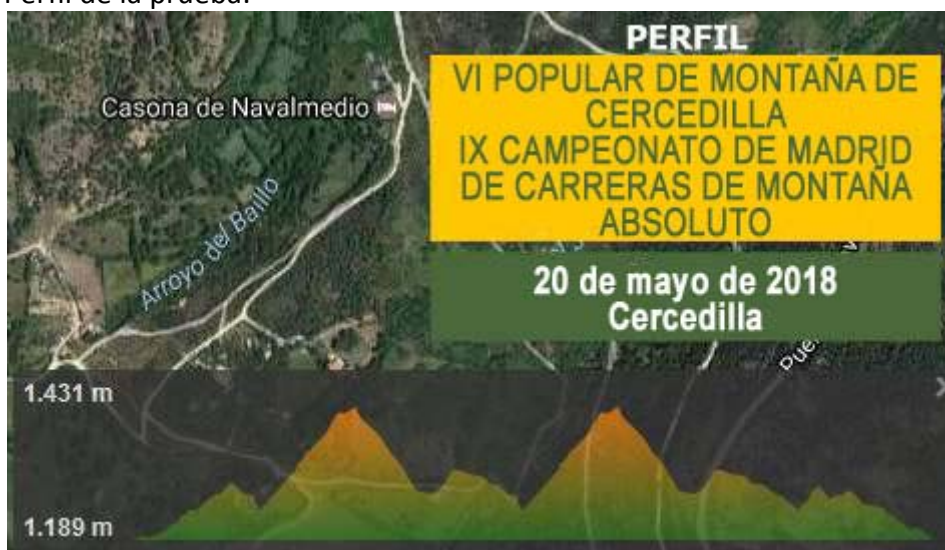 Perfil de la prueba:
PERFIL
VI POPULAR DE MONTAÑA DE
CERCEDILLA
IX CAMPEONATO DE MADRID
DE CARRERAS DE MONTAÑA
ABSOLUTO
20 de mayo de 2018
Cercedilla
Casona de Navalmedio
Arroyo del Bailło
1.431 m
1.189 m